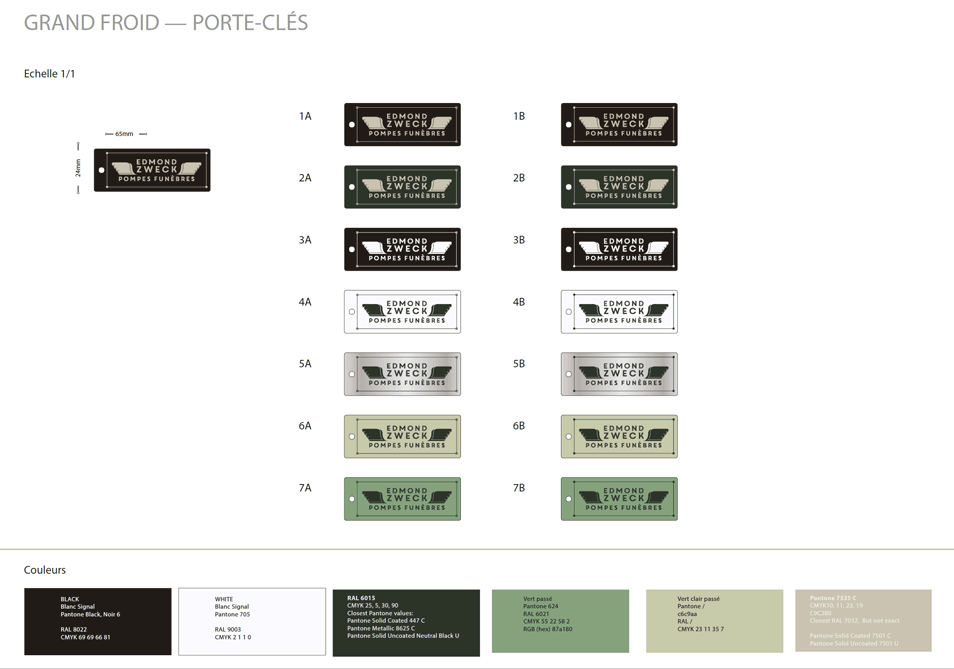 GRAND FROID — PORTE-CLÉS
Echelle 1/1
65mm
24mm
EDMOND
ZWECK
POMPES FUNÈBRES
1A
EDMOND
ZWECK
POMPES FUNÈBRES
1B
EDMOND
ZWECK
POMPES FUNÈBRES
2A
EDMOND
ZWECK
POMPES FUNÈBRES
2B
EDMOND
ZWECK
POMPES FUNÈBRES
3A
EDMOND
ZWECK
POMPES FUNÈBRES
3B
EDMOND
ZWECK
POMPES FUNÈBRES
4A
EDMOND
ZWECK
POMPES FUNÈBRES
4B
EDMOND
ZWECK
POMPES FUNÈBRES
5A
EDMOND
ZWECK
POMPES FUNÈBRES
5B
EDMOND
ZWECK
POMPES FUNÈBRES
6A
EDMOND
ZWECK
POMPES FUNÈBRES
6B
EDMOND
ZWECK
POMPES FUNÈBRES
7A
EDMOND
ZWECK
POMPES FUNÈBRES
7B
EDMOND
ZWECK
POMPES FUNÈBRES
Couleurs
BLACK
Blanc Signal
Pantone Black, Noir 6
RAL 8022
CMYK 69 69 66 81
WHITE
Blanc Signal
Pantone 705
RAL 9003
CMYK 2 1 1 0
RAL 6015
CMYK 25, 5, 30, 90
Cloest Pantone values:
Pantone Solid Coated 447 C
Pantone Metallic 8625 C
Pantone Solid Uncoated Neutral Black U
Vert passé
Pantone 624
RAL 6021
CMYK 55 22 58 2
RGB (hex) 87a180
Vert clair passé
Pantone /
c6c9aa
RAL /
CMYK 23 11 35 7
Pantone 7535 C
CMYK10, 11, 23, 19
C9C2B0
Closest RAL 7032, But not exact
Pantone Solid Coated 7501 C
Pantone Solid Uncoated 7501 U